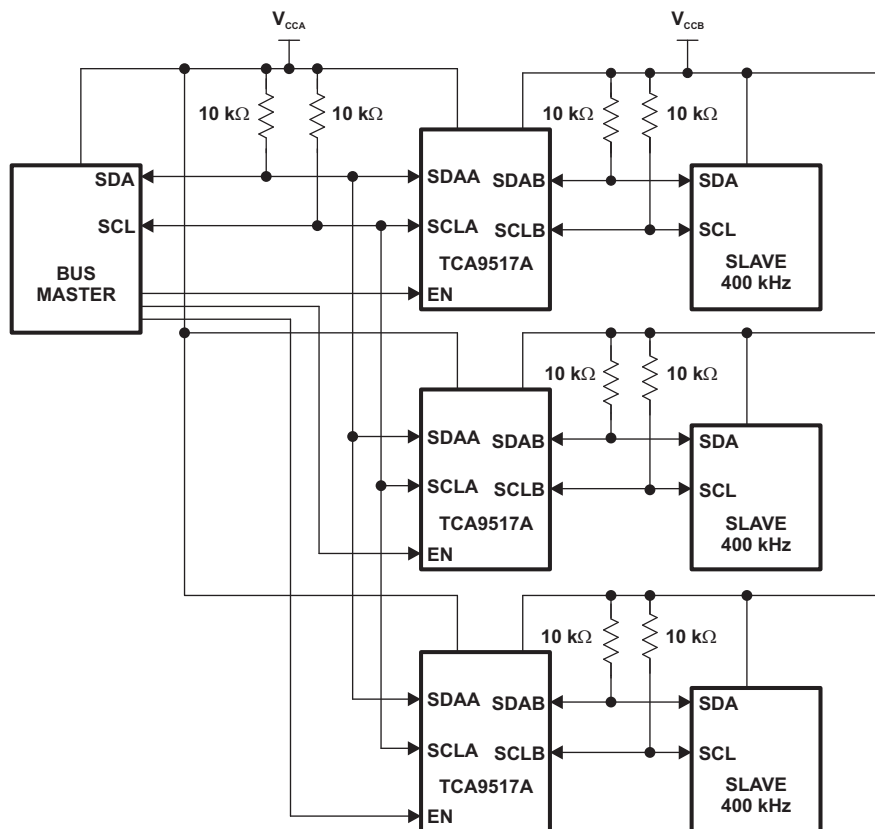 VCCA
VCCB
10 kΩ 10 kΩ 10 kΩ 10 kΩ
SDA
SCL
BUS
MASTER
SDAA SDAB
SCLA SCLB
TCA9517A
EN
SDA
SCL
SLAVE
400 kHz
10 kΩ 10 kΩ
SDAA SDAB
SCLA SCLB
TCA9517A
EN
SDA
SCL
SLAVE
400 kHz
10 kΩ 10 kΩ
SDAA SDAB
SCLA SCLB
TCA9517A
EN
SDA
SCL
SLAVE
400 kHz